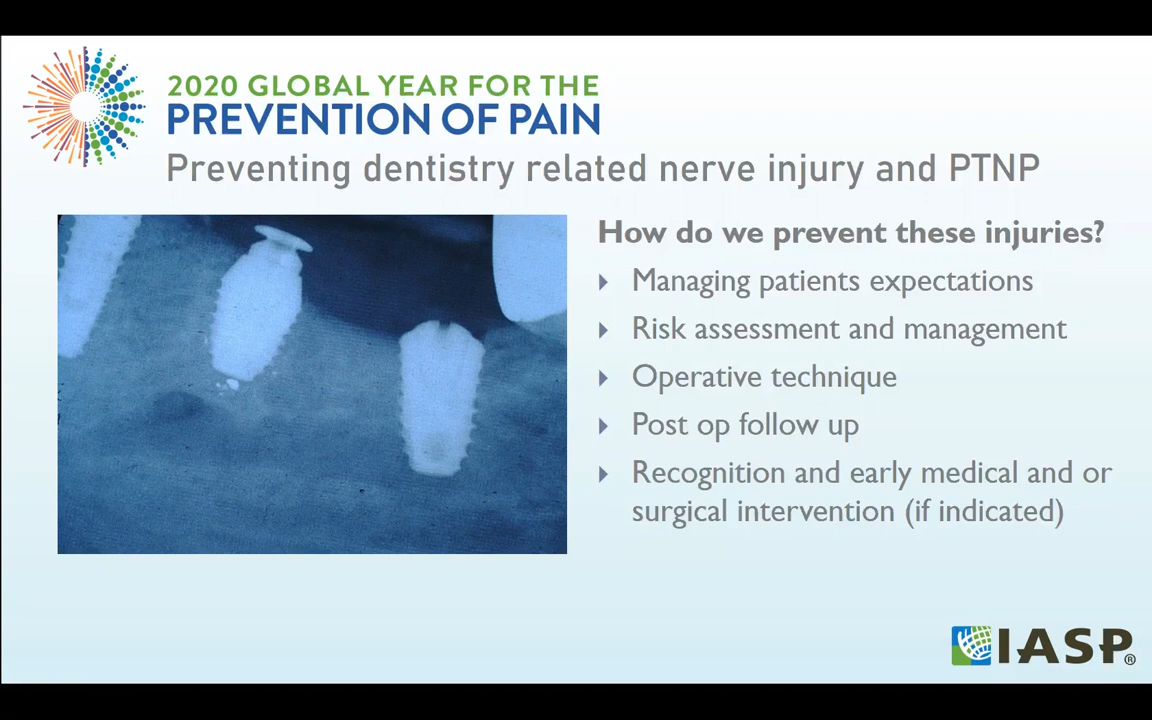 2020 GLOBAL YEAR FOR THE
PREVENTION OF PAIN
Preventing dentistry related nerve injury and PTNP
How do we prevent these injuries?
Managing patients expectations
Risk assessment and management
Operative technique
Post op follow up
Recognition and early medical and or
surgical intervention (if indicated)
IASP®